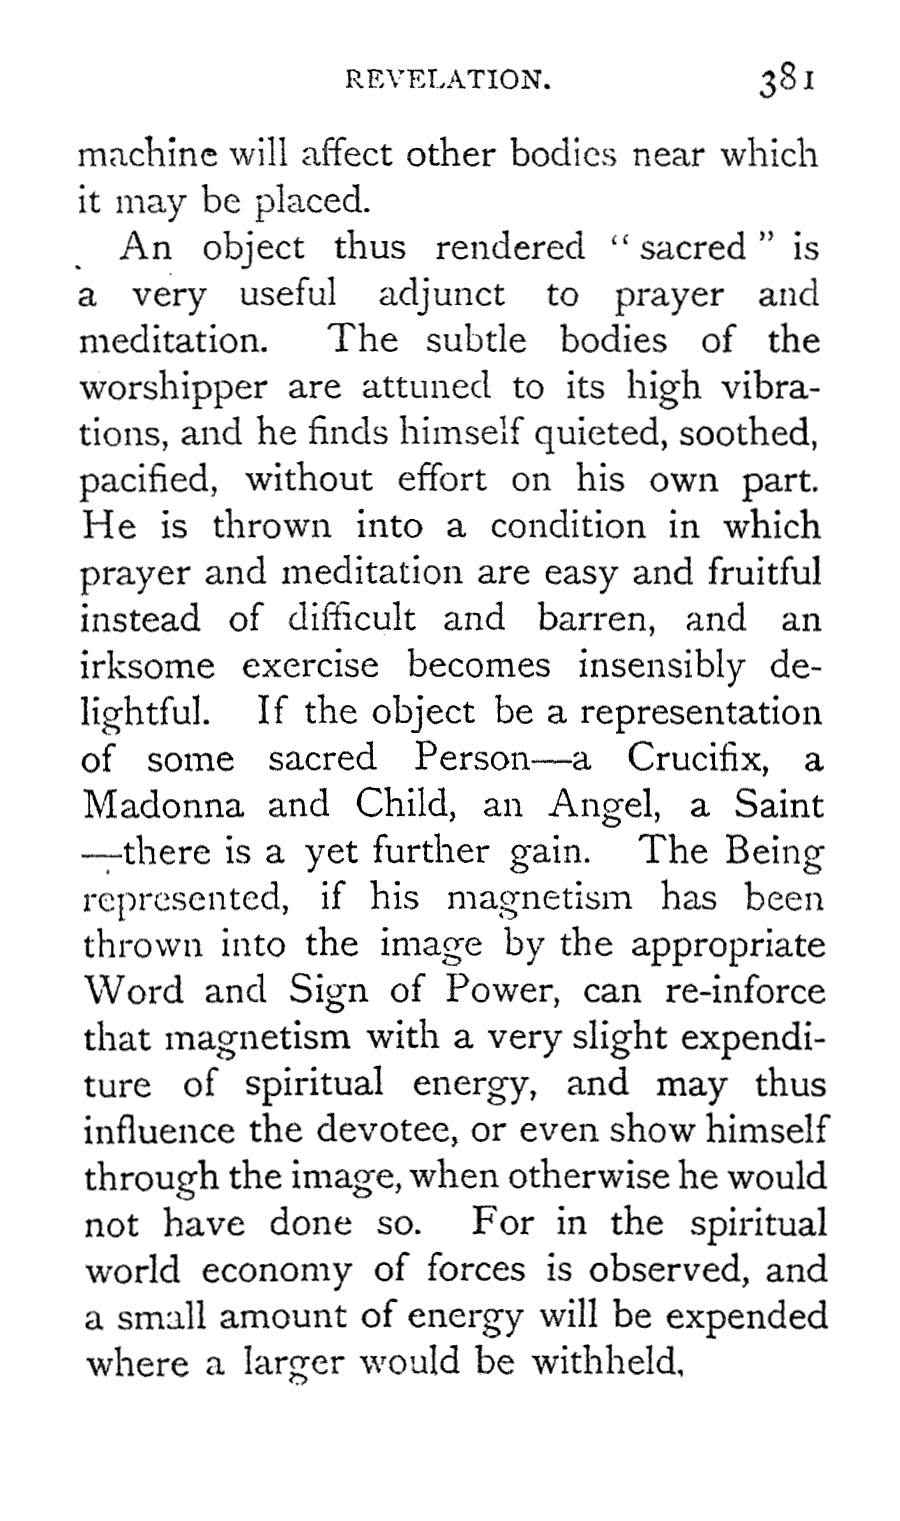 REVELATION. 381
machine will affect other bodies near which
it may be placed.
An object thus rendered “ sacred ” is
a very useful adjunct to prayer and
meditation. The subtle bodies of the
worshipper are attuned to its high vibra-
tions, and he finds himself quieted, soothed,
pacified, without effort on his own part.
He is thrown into a condition in which
prayer and meditation are easy and fruitful
instead of difficult and barren, and an
irksome exercise becomes insensibly de-
lightful. If the object be a representation
of some sacred Person—a Crucifix, a
Madonna and Child, an Angel, a Saint
—there is a yet further gain. The Being
represented, if his magnetism has been
thrown into the image by the appropriate
Word and Sign of Power, can re-inforce
that magnetism with a very slight expendi-
ture of spiritual energy, and may thus
influence the devotee, or even show himself
through the image, when otherwise he would
not have done so. For in the spiritual
world economy of forces is observed, and
a small amount of energy will be expended
where a larger would be withheld,